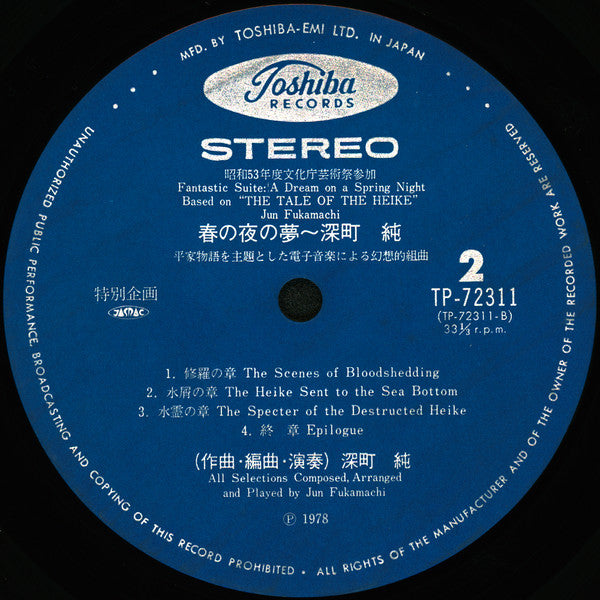 MFD. BY TOSHIBA-EMI LTD. IN JAPAN
Toshiba
RECORDS
STEREO
昭和53年度文化庁芸術祭参加
Fantastic Suite: A Dream on a Spring Night
Based on "THE TALE OF THE HEIKE"
Jun Fukamachi
春の夜の夢〜深町 純
平家物語を主題とした電子音楽による幻想的組曲
特別企画
JASRAC
2
TP-72311
(TP-72311-B)
33⅓ r.p.m.
1. 修羅の章 The Scenes of Bloodshedding
2. 水屑の章 The Heike Sent to the Sea Bottom
3. 水霊の章 The Specter of the Destructed Heike
4. 終 章 Epilogue
(作曲・編曲・演奏) 深町 純
All Selections Composed, Arranged
and Played by Jun Fukamachi
Ⓟ 1978
UNAUTHORIZED PUBLIC PERFORMANCE, BROADCASTING AND COPYING OF THIS RECORD PROHIBITED • ALL RIGHTS OF THE MANUFACTURER AND OF THE OWNER OF THE RECORDED WORK ARE RESERVED